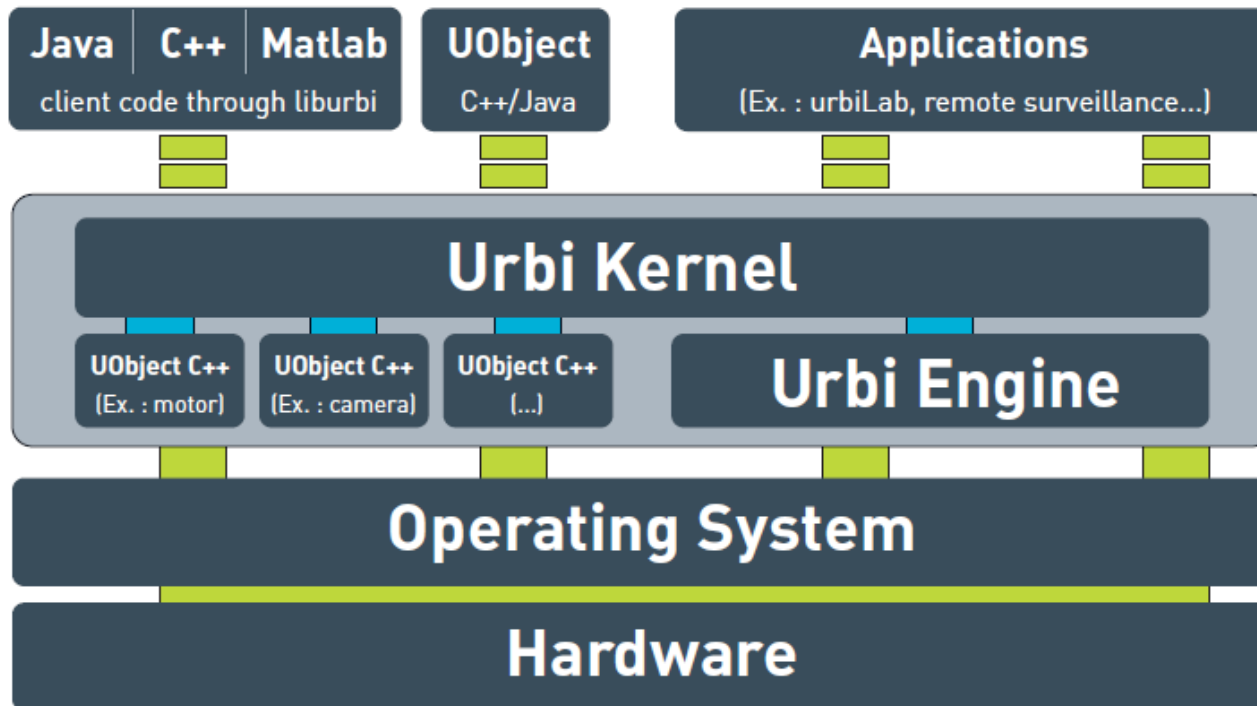 Java C++ Matlab
client code through liburbi
UObject
C++/Java
Applications
(Ex. : urbiLab, remote surveillance...)
Urbi Kernel
UObject C++
(Ex. : motor)
UObject C++
(Ex. : camera)
UObject C++
(...)
Urbi Engine
Operating System
Hardware